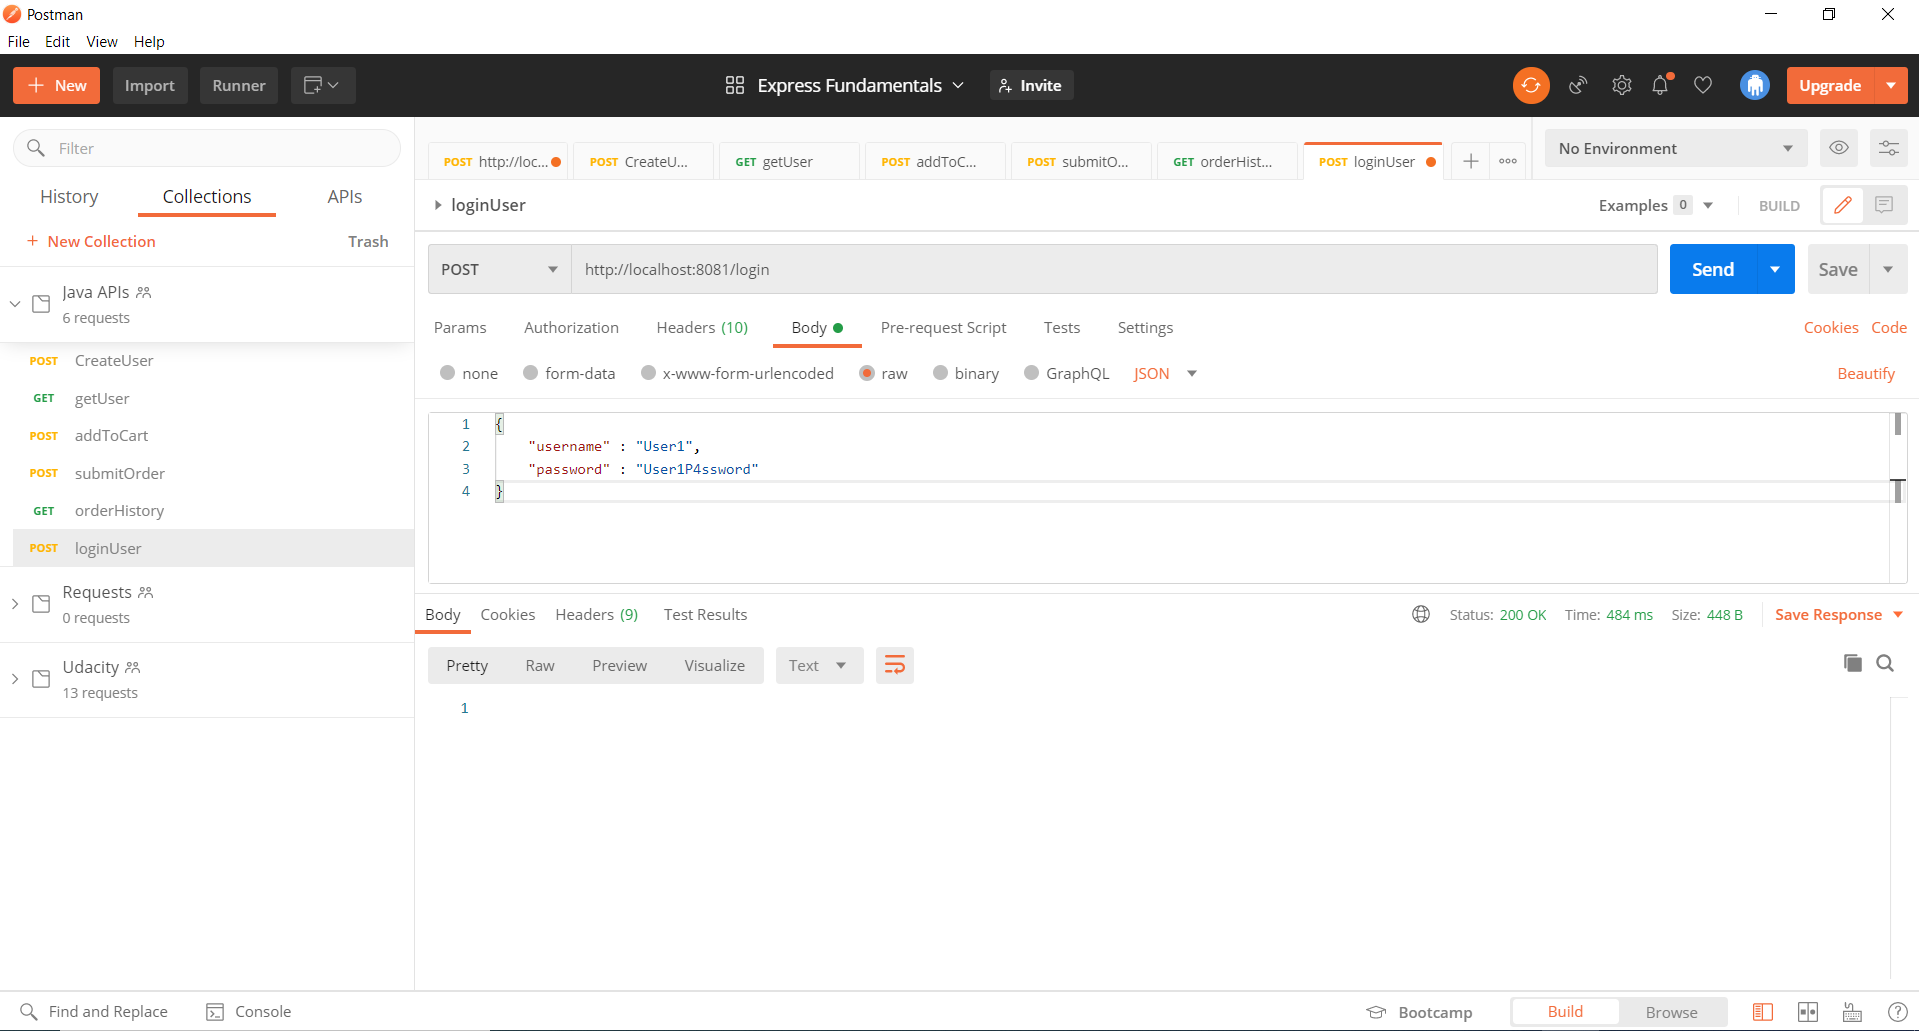 Postman
File Edit View Help
New Import Runner Express Fundamentals Invite Upgrade
Filter
History Collections APIs
+ New Collection Trash
Java APIs
6 requests
POST CreateUser
GET getUser
POST addToCart
POST submitOrder
GET orderHistory
POST loginUser
Requests
0 requests
Udacity
13 requests
POST http://loc... POST CreateU... GET getUser POST addToC... POST submitO... GET orderHist... POST loginUser No Environment
loginUser Examples 0 BUILD
POST http://localhost:8081/login Send Save
Params Authorization Headers (10) Body Pre-request Script Tests Settings Cookies Code
none form-data x-www-form-urlencoded raw binary GraphQL JSON Beautify
1 {
2 "username" : "User1",
3 "password" : "User1P4ssword"
4 }
Body Cookies Headers (9) Test Results Status: 200 OK Time: 484 ms Size: 448 B Save Response
Pretty Raw Preview Visualize Text
1
Find and Replace Console Bootcamp Build Browse